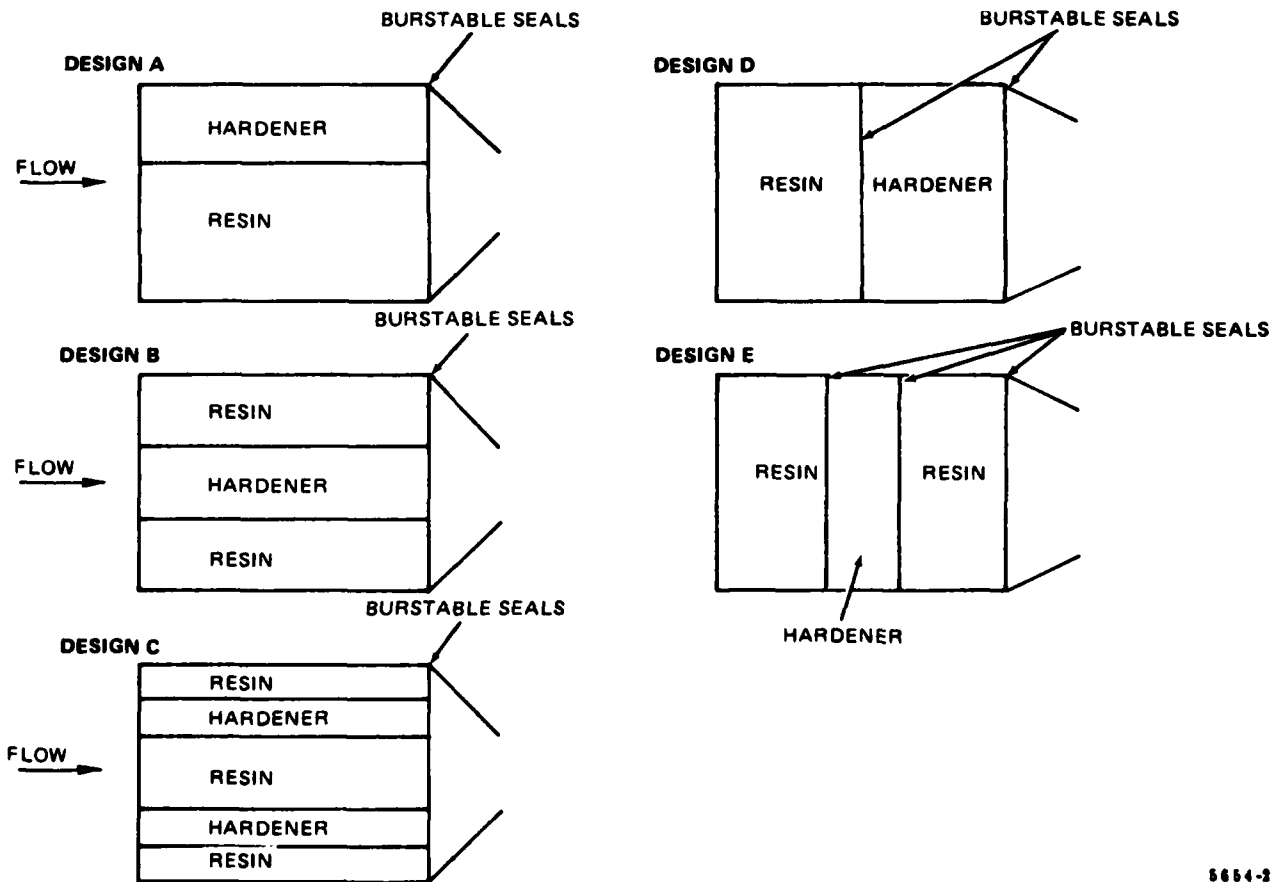 BURSTABLE SEALS
DESIGN A
HARDENER
FLOW
RESIN
BURSTABLE SEALS
DESIGN B
RESIN
FLOW
HARDENER
RESIN
BURSTABLE SEALS
DESIGN C
RESIN
HARDENER
FLOW
RESIN
HARDENER
RESIN
BURSTABLE SEALS
DESIGN D
RESIN HARDENER
BURSTABLE SEALS
DESIGN E
RESIN RESIN
HARDENER
5654-2